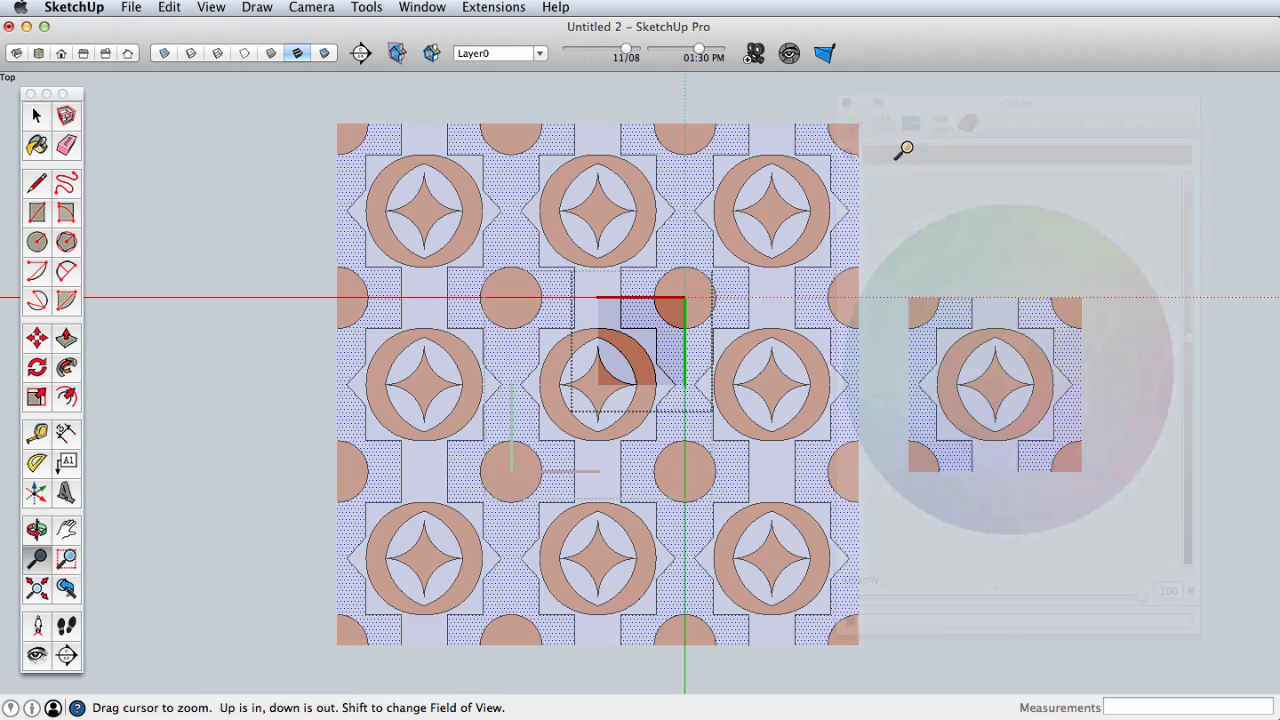 SketchUp File Edit View Draw Camera Tools Window Extensions Help
Untitled 2 - SketchUp Pro
Layer0
11/08 01:30 PM
Top
A1
100
Drag cursor to zoom. Up is in, down is out. Shift to change Field of View.
Measurements